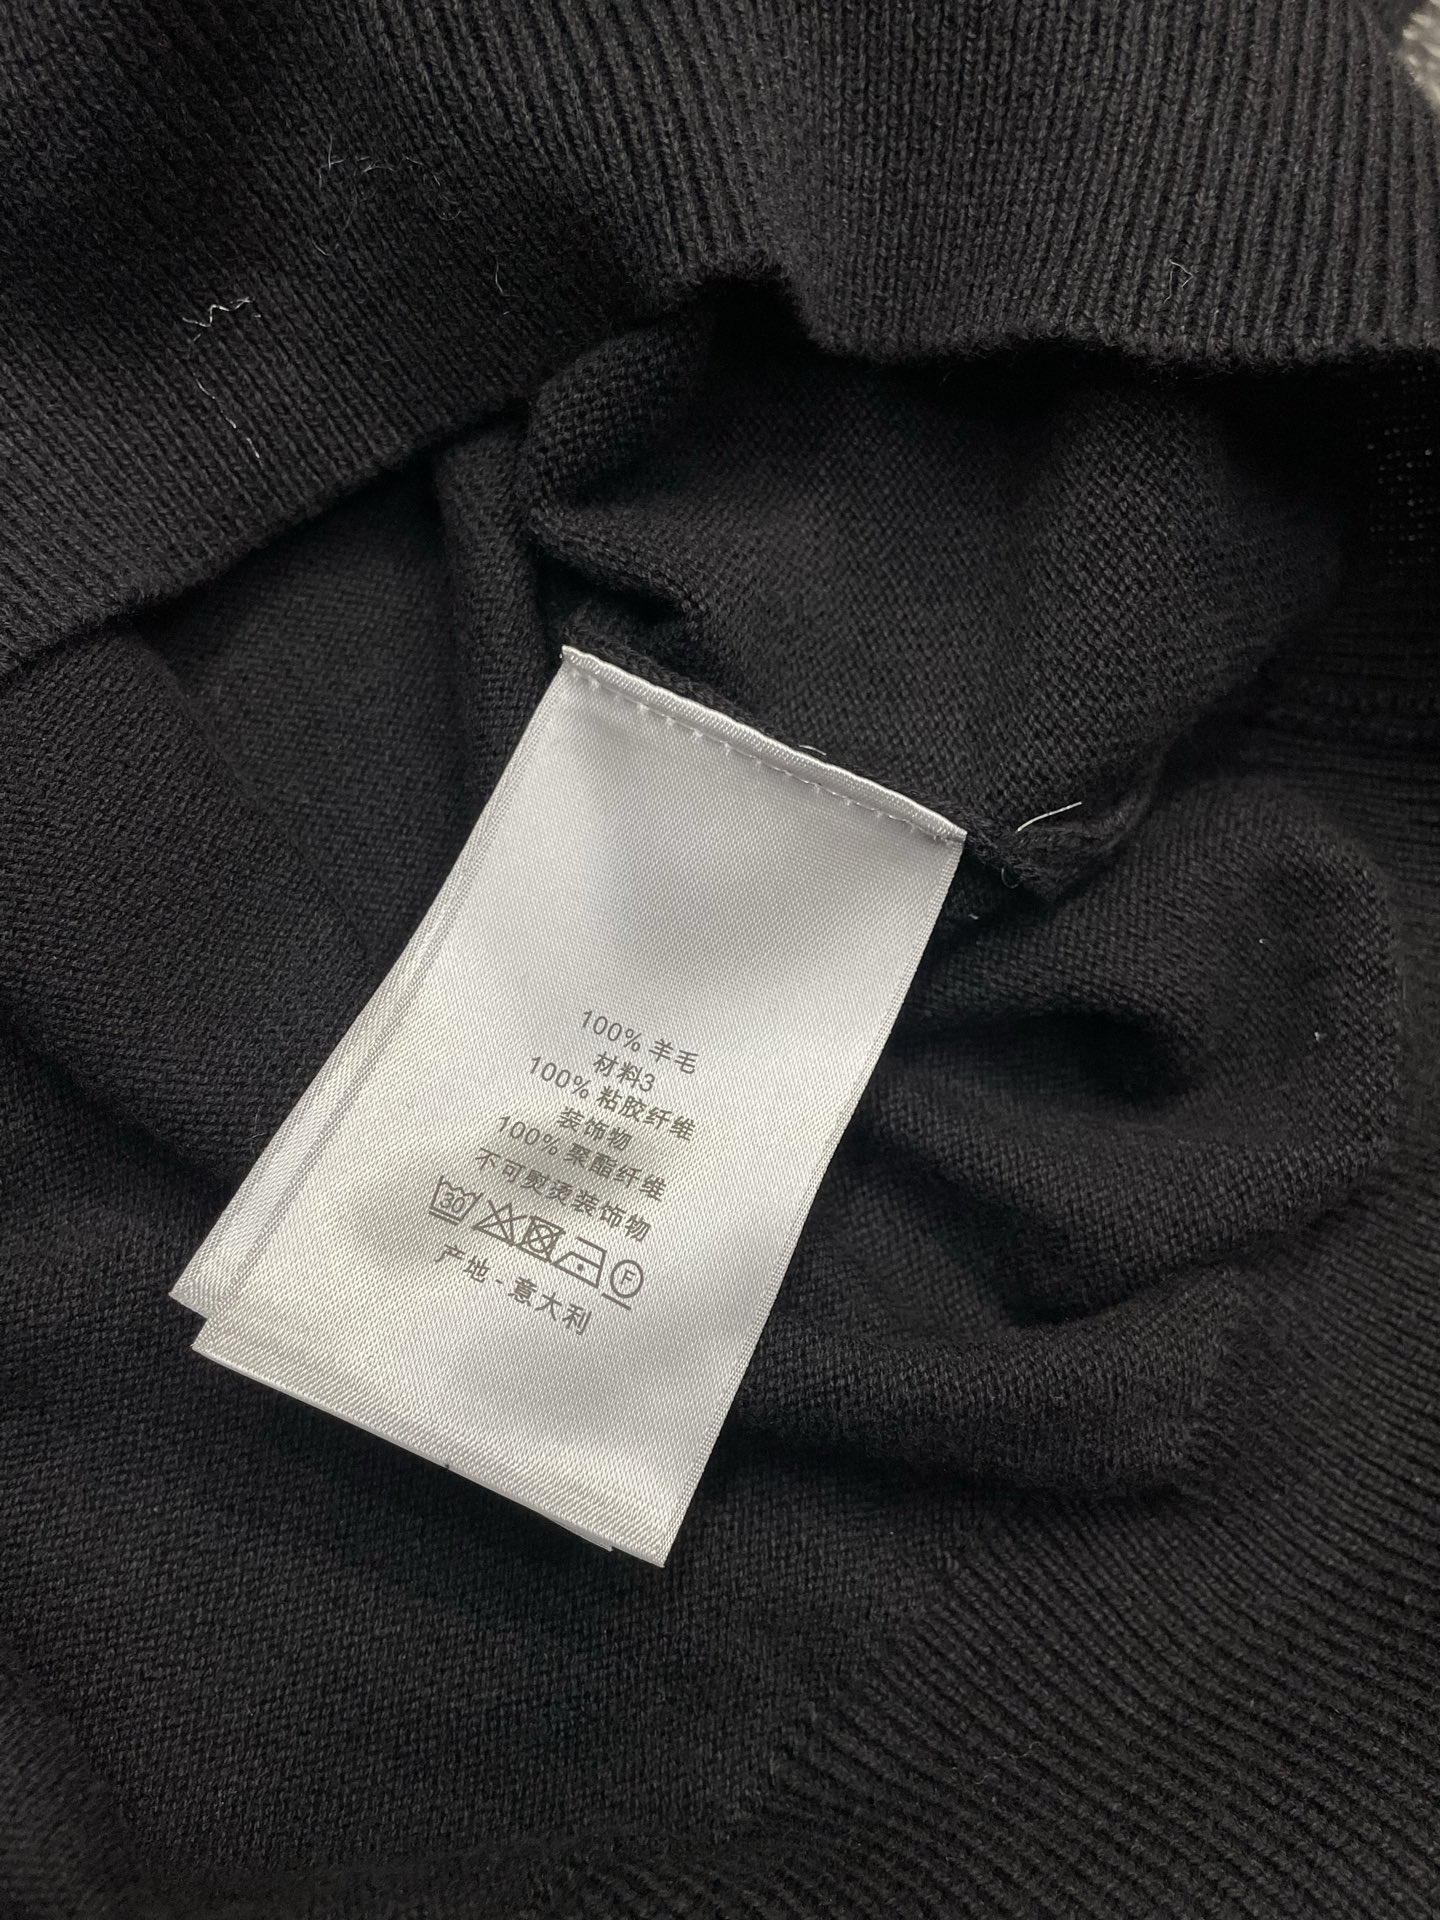 100% 羊毛
材料3
100% 粘胶纤维
装饰物
100% 聚酯纤维
不可熨烫装饰物
30 F
产地 - 意大利